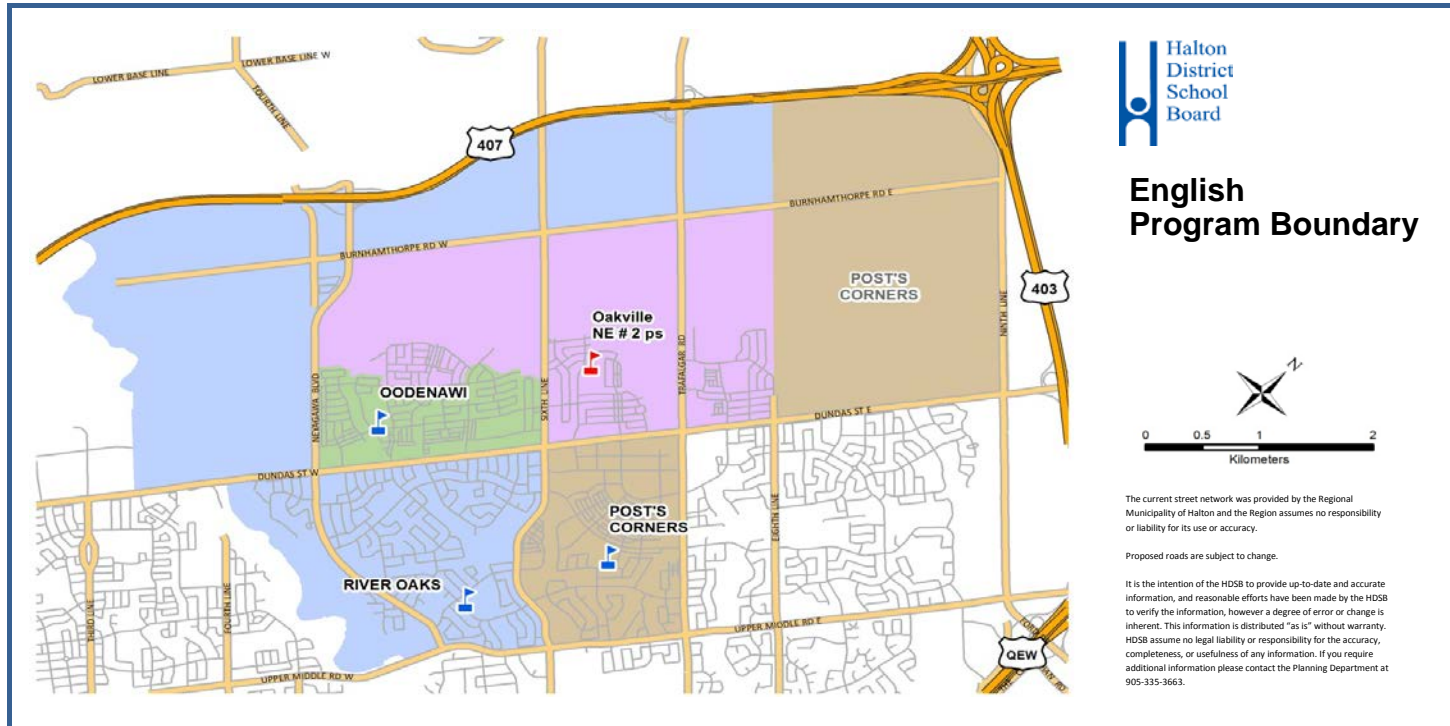 LOWER BASE LINE
LOWER BASE LINE W
FOURTH LINE
407
BURNHAMTHORPE RD W
BURNHAMTHORPE RD E
POST'S
CORNERS
403
NINTH LINE
Oakville
NE # 2 ps
TRAFALGAR RD
SIXTH LINE
NEYAGAWA BLVD
OODENAWI
DUNDAS ST E
DUNDAS ST W
POST'S
CORNERS
EIGHTH LINE
RIVER OAKS
THIRD LINE
FOURTH LINE
UPPER MIDDLE RD E
UPPER MIDDLE RD W
QEW
Halton
District
School
Board
English
Program Boundary
N
0 0.5 1 2
Kilometers
The current street network was provided by the Regional
Municipality of Halton and the Region assumes no responsibility
or liability for its use or accuracy.
Proposed roads are subject to change.
It is the intention of the HDSB to provide up-to-date and accurate
information, and reasonable efforts have been made by the HDSB
to verify the information, however a degree of error or change is
inherent. This information is distributed “as is” without warranty.
HDSB assume no legal liability or responsibility for the accuracy,
completeness, or usefulness of any information. If you require
additional information please contact the Planning Department at
905-335-3663.